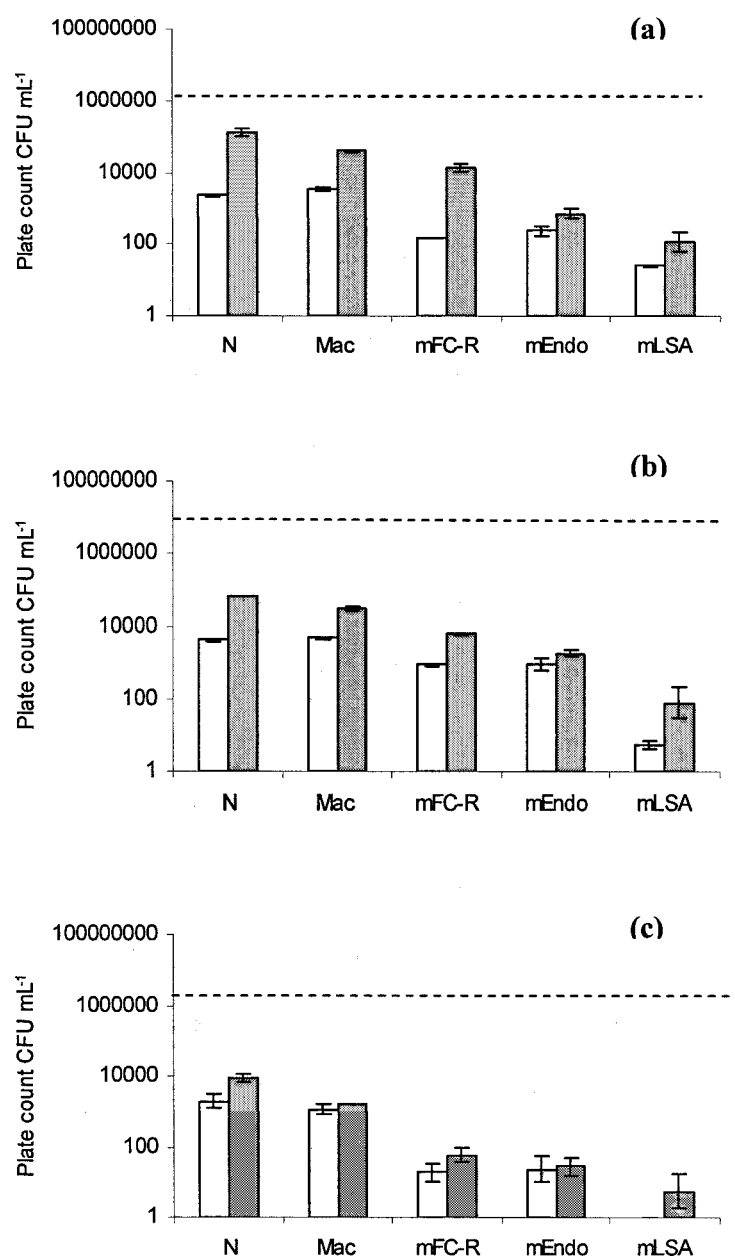 (a)
Plate count CFU mL⁻¹
100000000
1000000
10000
100
1
N Mac mFC-R mEndo mLSA
(b)
Plate count CFU mL⁻¹
100000000
1000000
10000
100
1
N Mac mFC-R mEndo mLSA
(c)
Plate count CFU mL⁻¹
100000000
1000000
10000
100
1
N Mac mFC-R mEndo mLSA